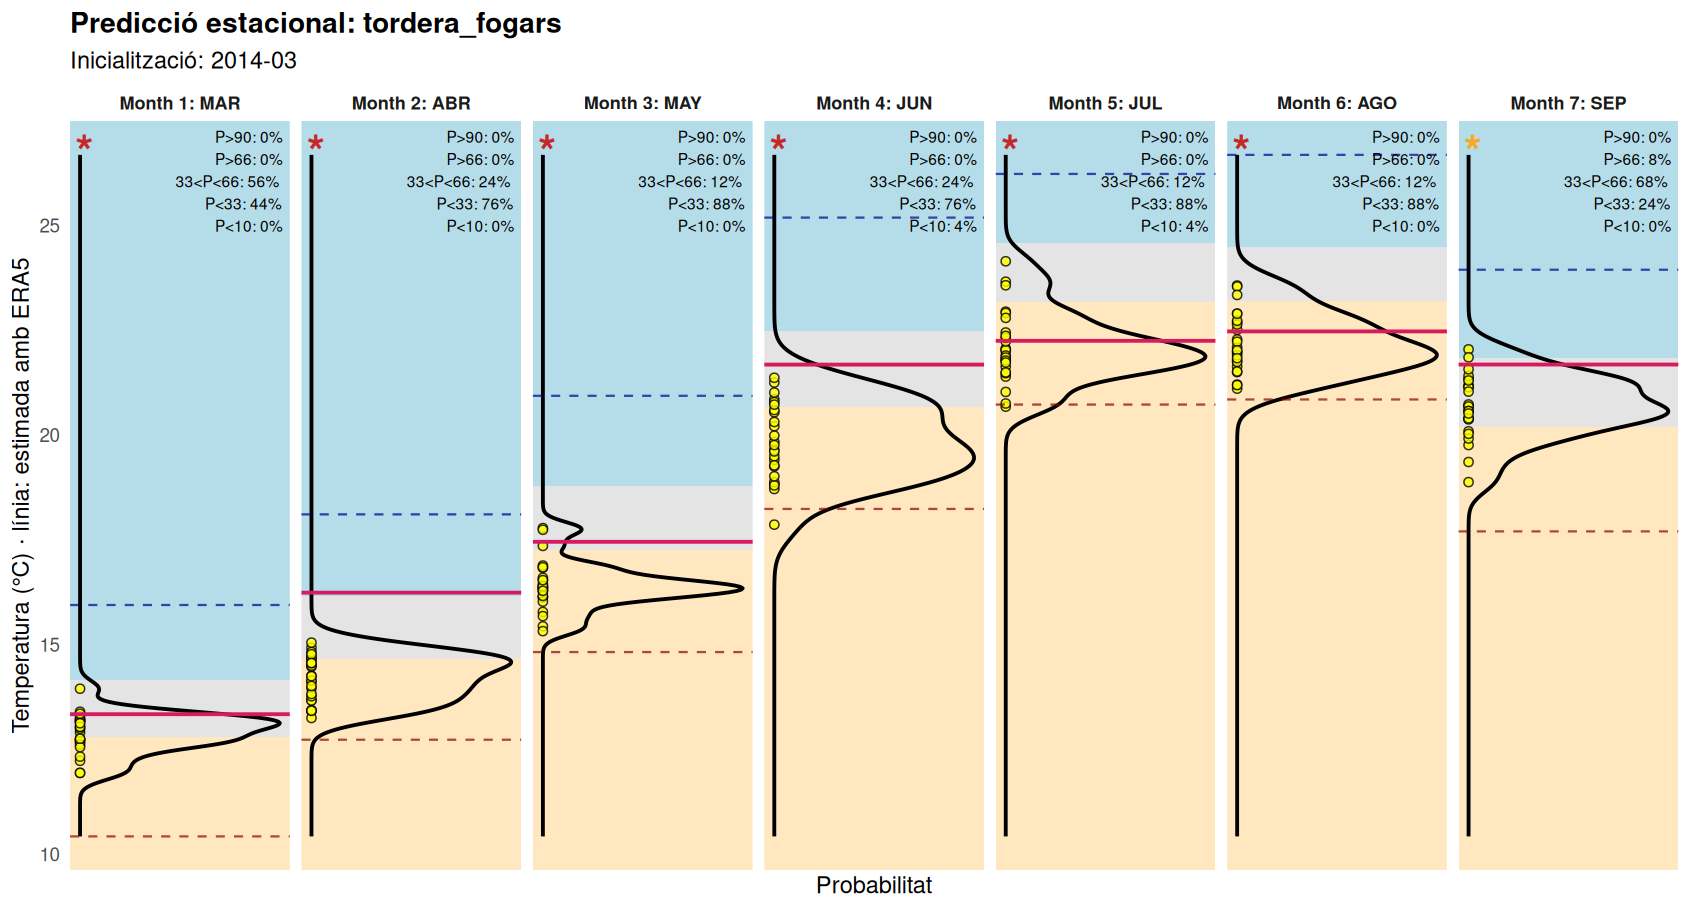 Predicció estacional: tordera_fogars
Inicialització: 2014-03
Month 1: MAR
Month 2: ABR
Month 3: MAY
Month 4: JUN
Month 5: JUL
Month 6: AGO
Month 7: SEP
*
P>90: 0%
P>66: 0%
33<P<66: 56%
P<33: 44%
P<10: 0%
*
P>90: 0%
P>66: 0%
33<P<66: 24%
P<33: 76%
P<10: 0%
*
P>90: 0%
P>66: 0%
33<P<66: 12%
P<33: 88%
P<10: 0%
*
P>90: 0%
P>66: 0%
33<P<66: 24%
P<33: 76%
P<10: 4%
*
P>90: 0%
P>66: 0%
33<P<66: 12%
P<33: 88%
P<10: 4%
*
P>90: 0%
P>66: 0%
33<P<66: 12%
P<33: 88%
P<10: 0%
*
P>90: 0%
P>66: 8%
33<P<66: 68%
P<33: 24%
P<10: 0%
25
20
15
10
Temperatura (°C) · línia: estimada amb ERA5
Probabilitat